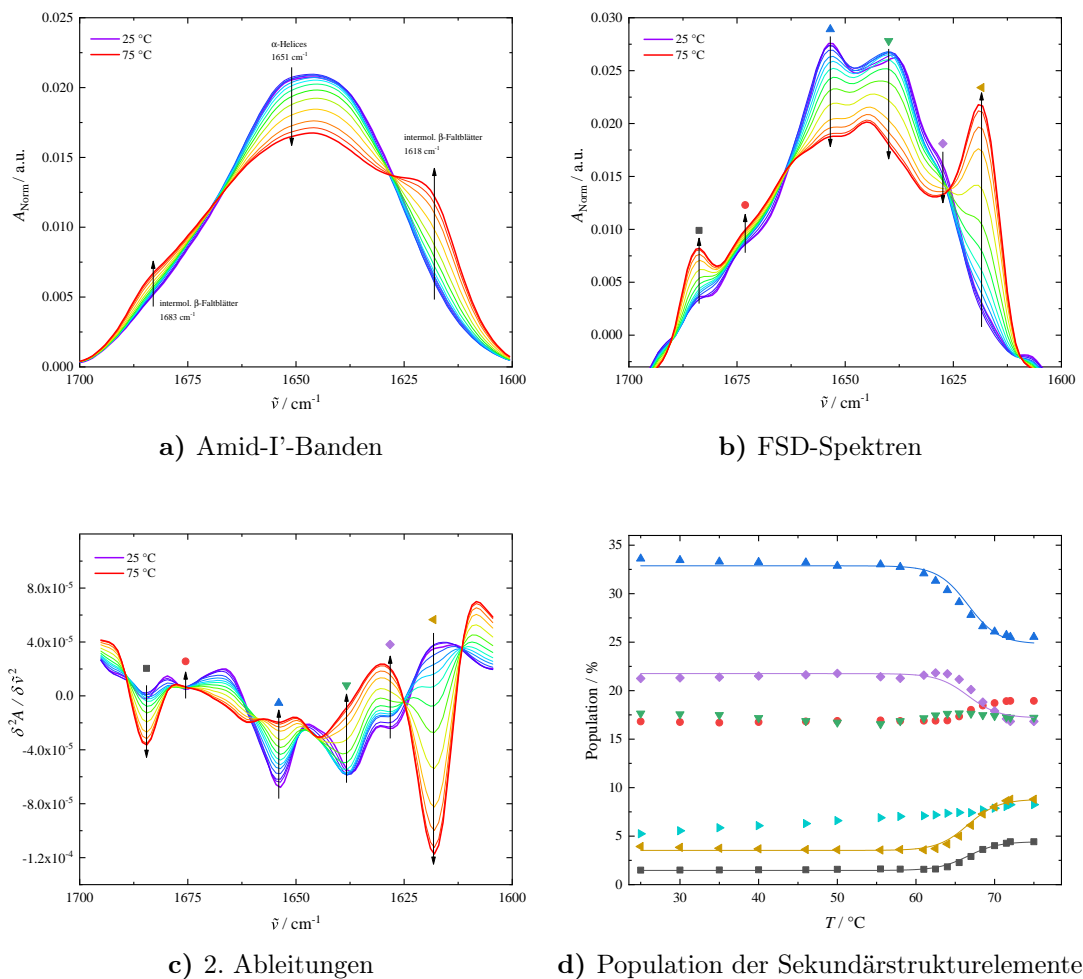 0.025
0.020
0.015
0.010
0.005
0.000
A_Norm / a.u.
25 °C
75 °C
α-Helices
1651 cm⁻¹
intermol. β-Faltblätter
1618 cm⁻¹
intermol. β-Faltblätter
1683 cm⁻¹
1700 1675 1650 1625 1600
ν̃ / cm⁻¹
a) Amid-I'-Banden
0.030
0.025
0.020
0.015
0.010
0.005
0.000
A_Norm / a.u.
25 °C
75 °C
1700 1675 1650 1625 1600
ν̃ / cm⁻¹
b) FSD-Spektren
8.0x10⁻⁵
4.0x10⁻⁵
0.0
-4.0x10⁻⁵
-8.0x10⁻⁵
-1.2x10⁻⁴
δ²A / δν̃²
25 °C
75 °C
1700 1675 1650 1625 1600
ν̃ / cm⁻¹
c) 2. Ableitungen
35
30
25
20
15
10
5
0
Population / %
30 40 50 60 70
T / °C
d) Population der Sekundärstrukturelemente